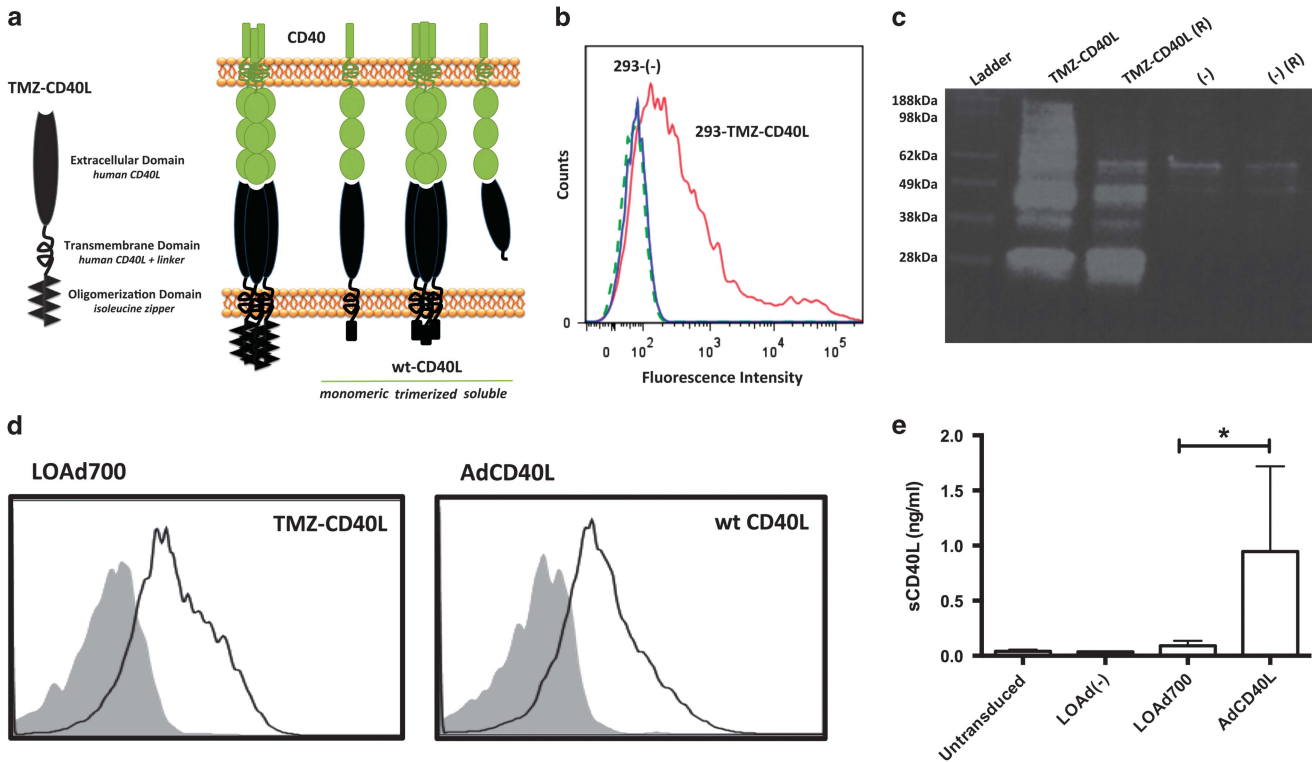 a
CD40
TMZ-CD40L
Extracellular Domain
human CD40L
Transmembrane Domain
human CD40L + linker
Oligomerization Domain
isoleucine zipper
wt-CD40L
monomeric trimerized soluble
b
293-(-)
293-TMZ-CD40L
Counts
0
0 10² 10³ 10⁴ 10⁵
Fluorescence Intensity
c
Ladder
TMZ-CD40L
TMZ-CD40L (R)
(-)
(-) (R)
188kDa
98kDa
62kDa
49kDa
38kDa
28kDa
d
LOAd700
TMZ-CD40L
AdCD40L
wt CD40L
e
sCD40L (ng/ml)
2.0
1.5
1.0
0.5
0.0
*
Untransduced
LOAd(-)
LOAd700
AdCD40L